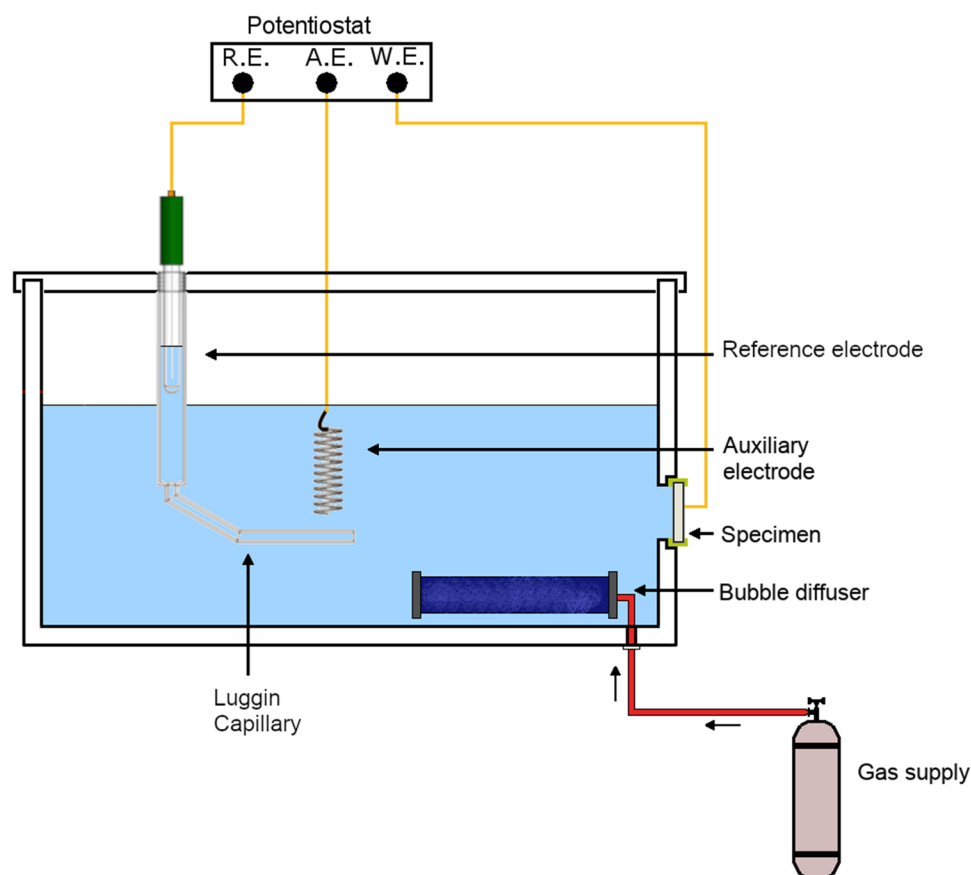 Potentiostat
R.E. A.E. W.E.
Reference electrode
Auxiliary
electrode
Specimen
Bubble diffuser
Luggin
Capillary
Gas supply